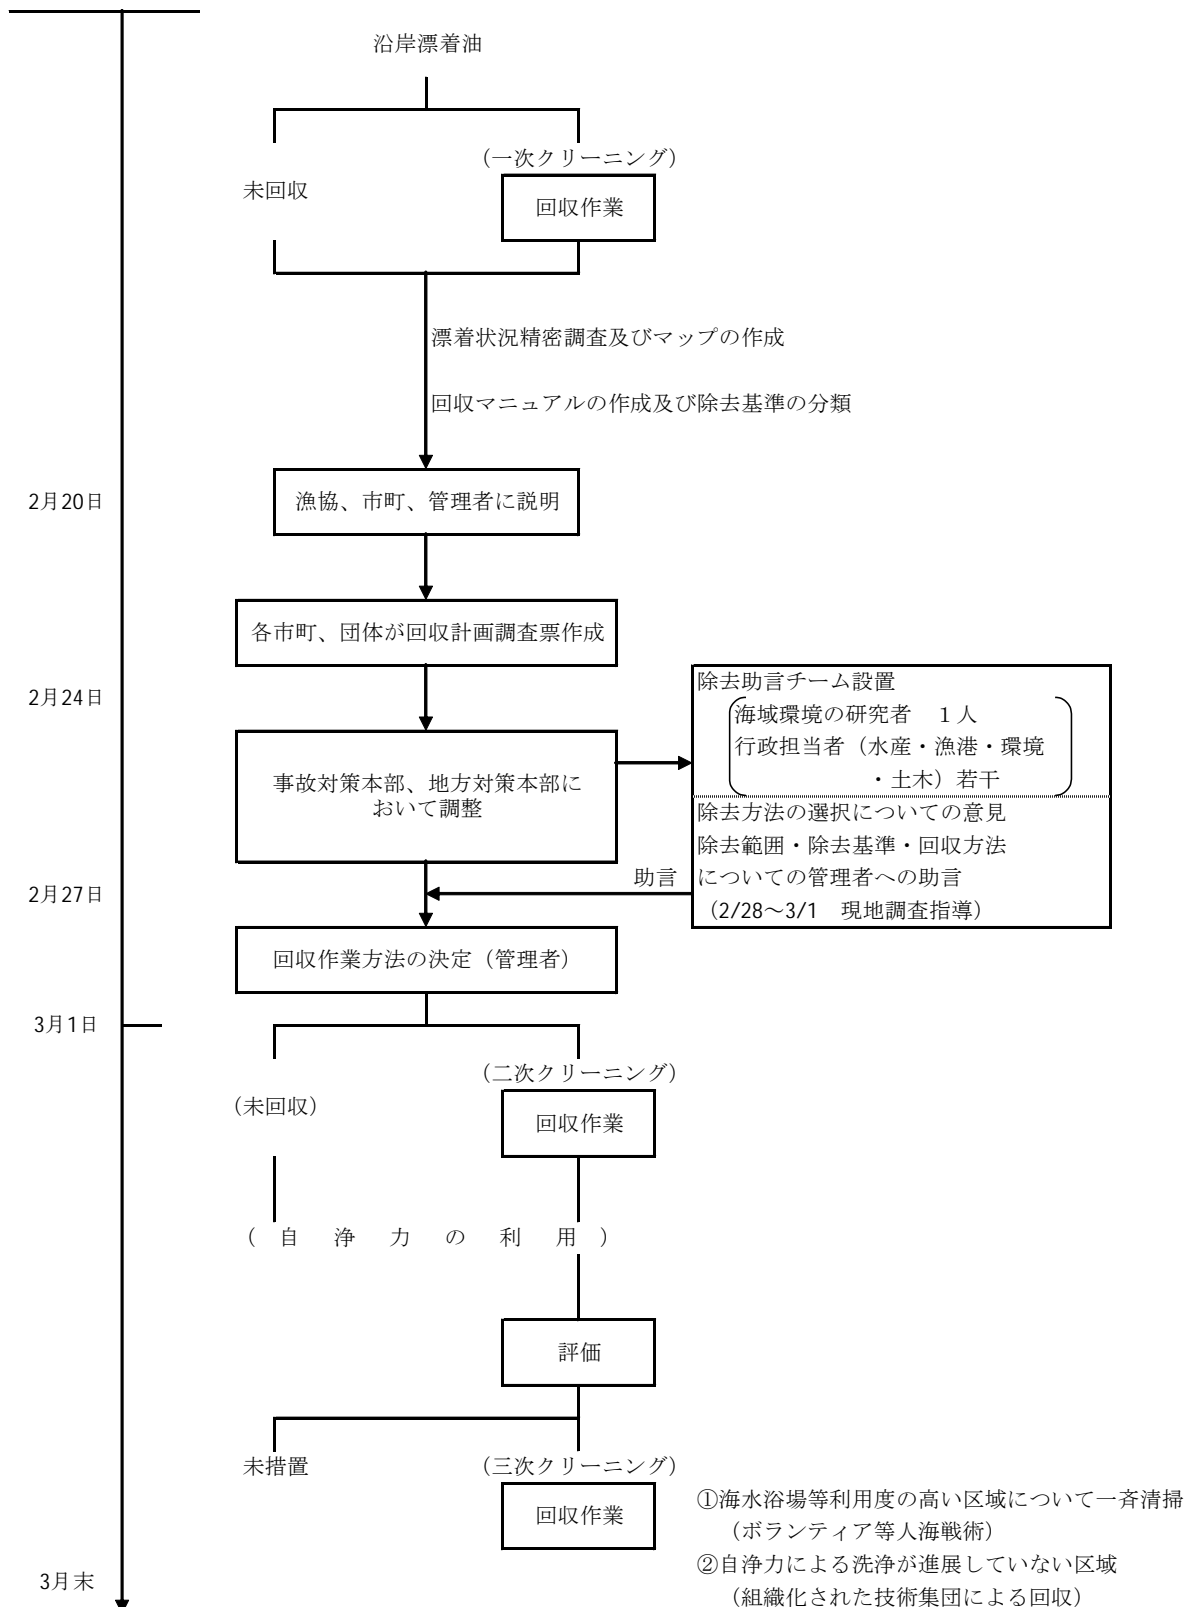 沿岸漂着油
(一次クリーニング)
未回収
回収作業
漂着状況精密調査及びマップの作成
回収マニュアルの作成及び除去基準の分類
2月20日
漁協、市町、管理者に説明
各市町、団体が回収計画調査票作成
2月24日
除去助言チーム設置
海域環境の研究者　1人
行政担当者（水産・漁港・環境
・土木）若干
事故対策本部、地方対策本部に
おいて調整
除去方法の選択についての意見
除去範囲・除去基準・回収方法
についての管理者への助言
（2/28～3/1　現地調査指導）
助言
2月27日
回収作業方法の決定（管理者）
3月1日
(二次クリーニング)
(未回収)
回収作業
(　自　浄　力　の　利　用　)
評価
未措置
(三次クリーニング)
回収作業
①海水浴場等利用度の高い区域について一斉清掃
（ボランティア等人海戦術）
②自浄力による洗浄が進展していない区域
（組織化された技術集団による回収）
3月末